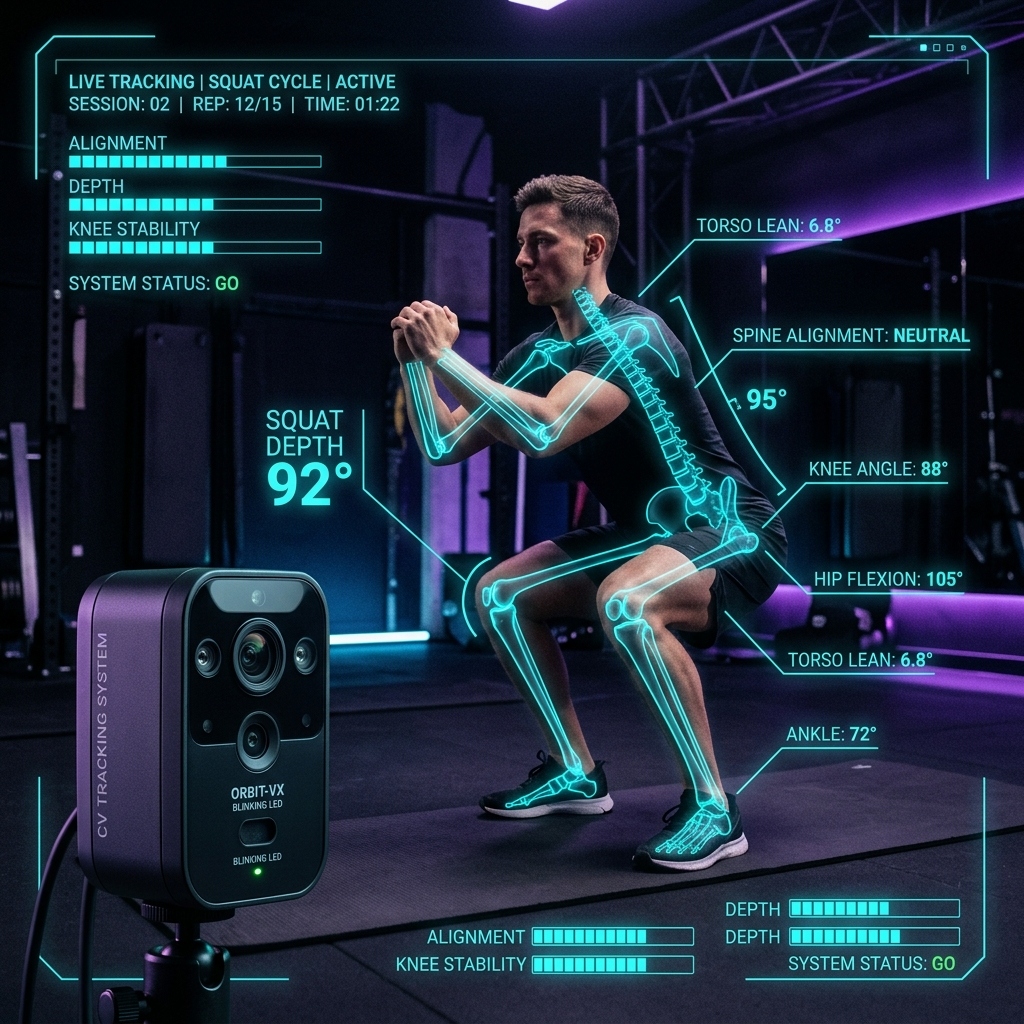 LIVE TRACKING | SQUAT CYCLE | ACTIVE
SESSION: 02 | REP: 12/15 | TIME: 01:22
ALIGNMENT
DEPTH
KNEE STABILITY
SYSTEM STATUS: GO
TORSO LEAN: 6.8°
SPINE ALIGNMENT: NEUTRAL
95°
SQUAT
DEPTH
92°
KNEE ANGLE: 88°
HIP FLEXION: 105°
TORSO LEAN: 6.8°
ANKLE: 72°
CV TRACKING SYSTEM
ORBIT-VX
BLINKING LED
BLINKING LED
ALIGNMENT
KNEE STABILITY
DEPTH
DEPTH
SYSTEM STATUS: GO